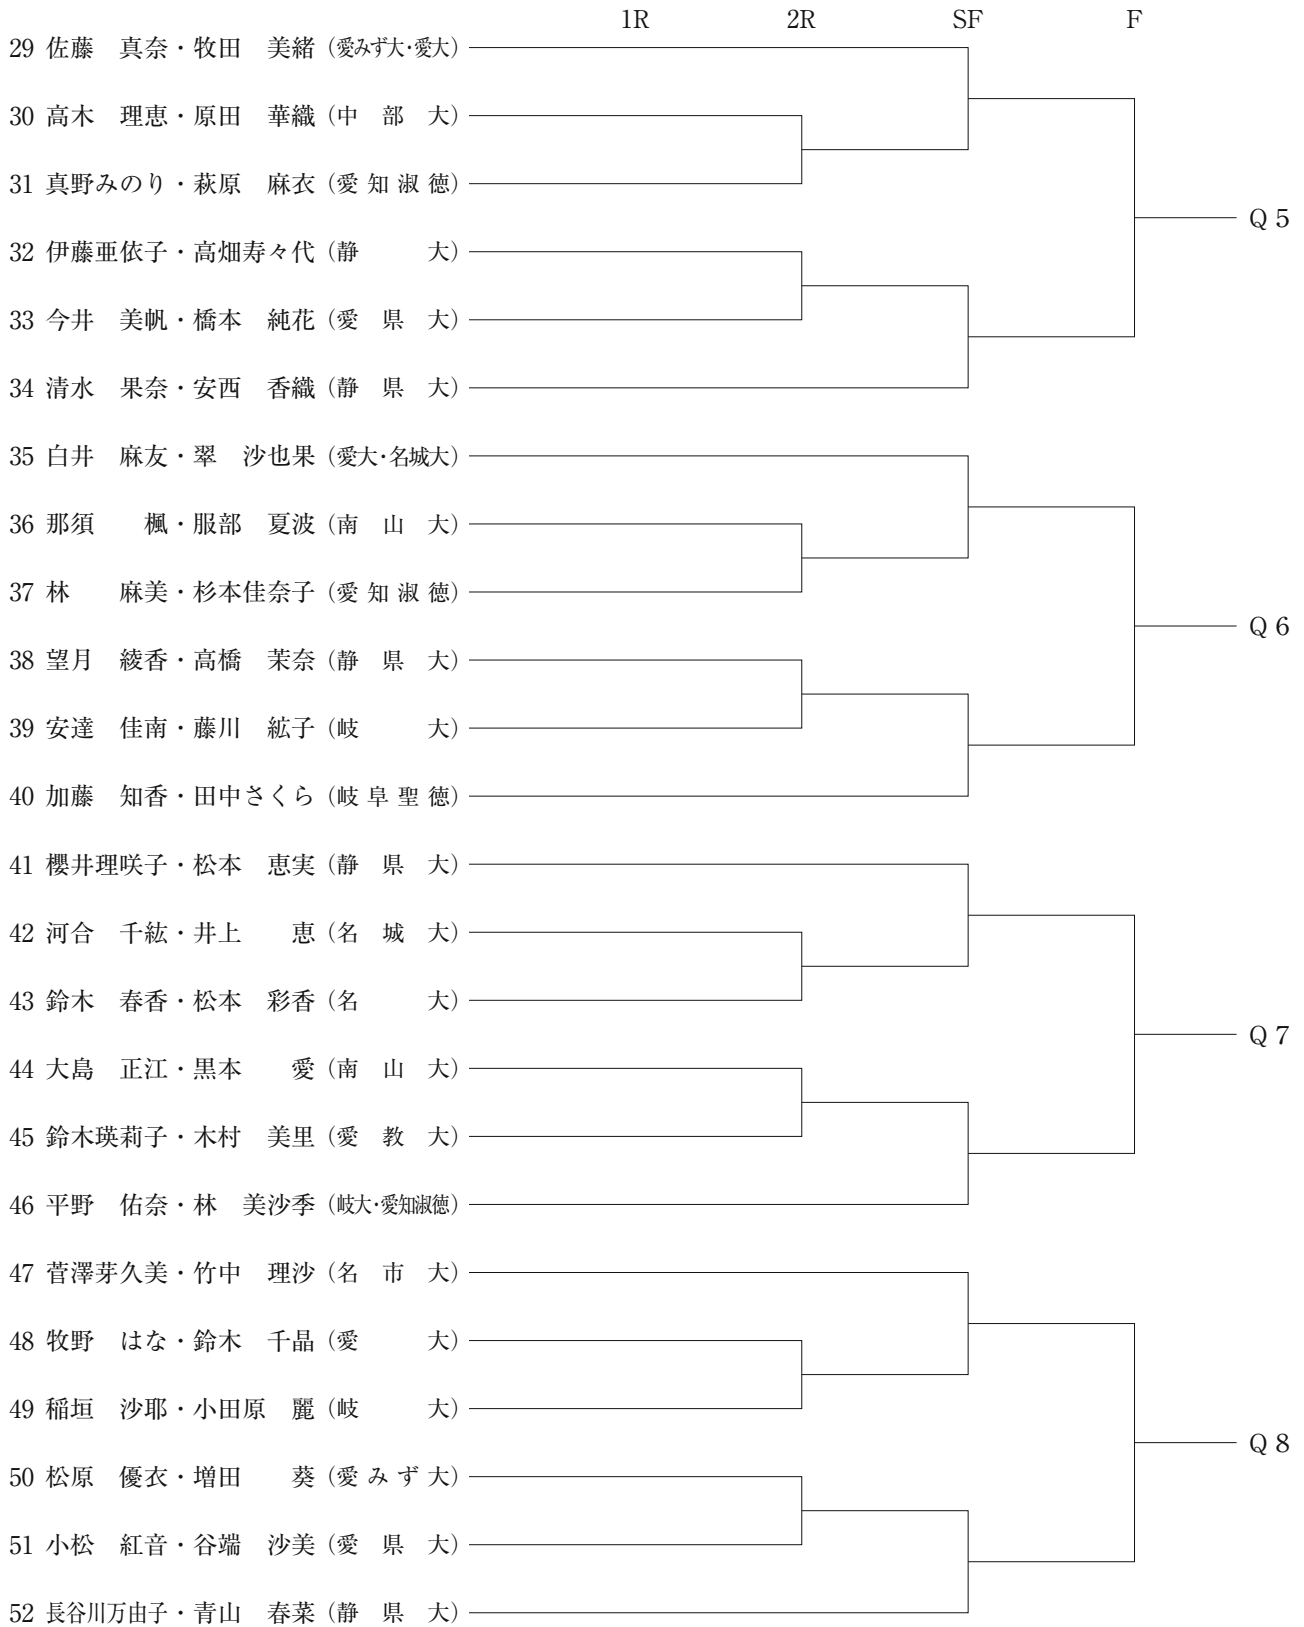 1R 2R SF F
29 佐藤　真奈・牧田　美緒（愛みず大・愛大）
30 高木　理恵・原田　華織（中　部　大）
31 真野みのり・萩原　麻衣（愛 知 淑 徳）
Q 5
32 伊藤亜依子・高畑寿々代（静　　　大）
33 今井　美帆・橋本　純花（愛　県　大）
34 清水　果奈・安西　香織（静　県　大）
35 白井　麻友・翠　沙也果（愛大・名城大）
36 那須　　楓・服部　夏波（南　山　大）
37 林　　麻美・杉本佳奈子（愛 知 淑 徳）
Q 6
38 望月　綾香・高橋　茉奈（静　県　大）
39 安達　佳南・藤川　紘子（岐　　　大）
40 加藤　知香・田中さくら（岐 阜 聖 徳）
41 櫻井理咲子・松本　恵実（静　県　大）
42 河合　千紘・井上　　恵（名　城　大）
43 鈴木　春香・松本　彩香（名　　　大）
Q 7
44 大島　正江・黒本　　愛（南　山　大）
45 鈴木瑛莉子・木村　美里（愛　教　大）
46 平野　佑奈・林　美沙季（岐大・愛知淑徳）
47 菅澤芽久美・竹中　理沙（名　市　大）
48 牧野　はな・鈴木　千晶（愛　　　大）
49 稲垣　沙耶・小田原　麗（岐　　　大）
Q 8
50 松原　優衣・増田　　葵（愛 み ず 大）
51 小松　紅音・谷端　沙美（愛　県　大）
52 長谷川万由子・青山　春菜（静　県　大）